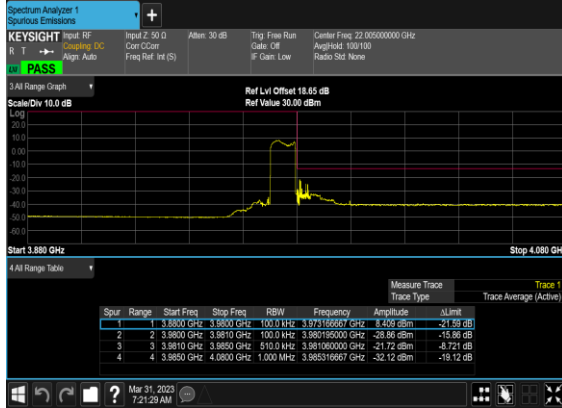 Spectrum Analyzer 1
Spurious Emissions
KEYSIGHT Input: RF Input Z: 50 Ω Atten: 30 dB Trig: Free Run Center Freq: 22.005000000 GHz
R T Coupling: DC Corr CCorr Gate: Off Avg|Hold: 100/100
Align: Auto Freq Ref: Int (S) IF Gain: Low Radio Std: None
PASS
3 All Range Graph
Ref Lvl Offset 18.65 dB
Scale/Div 10.0 dB Ref Value 30.00 dBm
Log
20.0
10.0
0.00
-10.0
-20.0
-30.0
-40.0
-50.0
-60.0
Start 3.880 GHz Stop 4.080 GH
4 All Range Table
Measure Trace Trace 1
Trace Type Trace Average (Active)
Spur Range Start Freq Stop Freq RBW Frequency Amplitude ΔLimit
1 1 3.8800 GHz 3.9800 GHz 100.0 kHz 3.973166667 GHz 8.409 dBm -21.59 dB
2 2 3.9800 GHz 3.9810 GHz 100.0 kHz 3.980195000 GHz -28.86 dBm -15.86 dB
3 3 3.9810 GHz 3.9850 GHz 510.0 kHz 3.981060000 GHz -21.72 dBm -8.721 dB
4 4 3.9850 GHz 4.0800 GHz 1.000 MHz 3.985316667 GHz -32.12 dBm -19.12 dB
Mar 31, 2023
7:21:29 AM